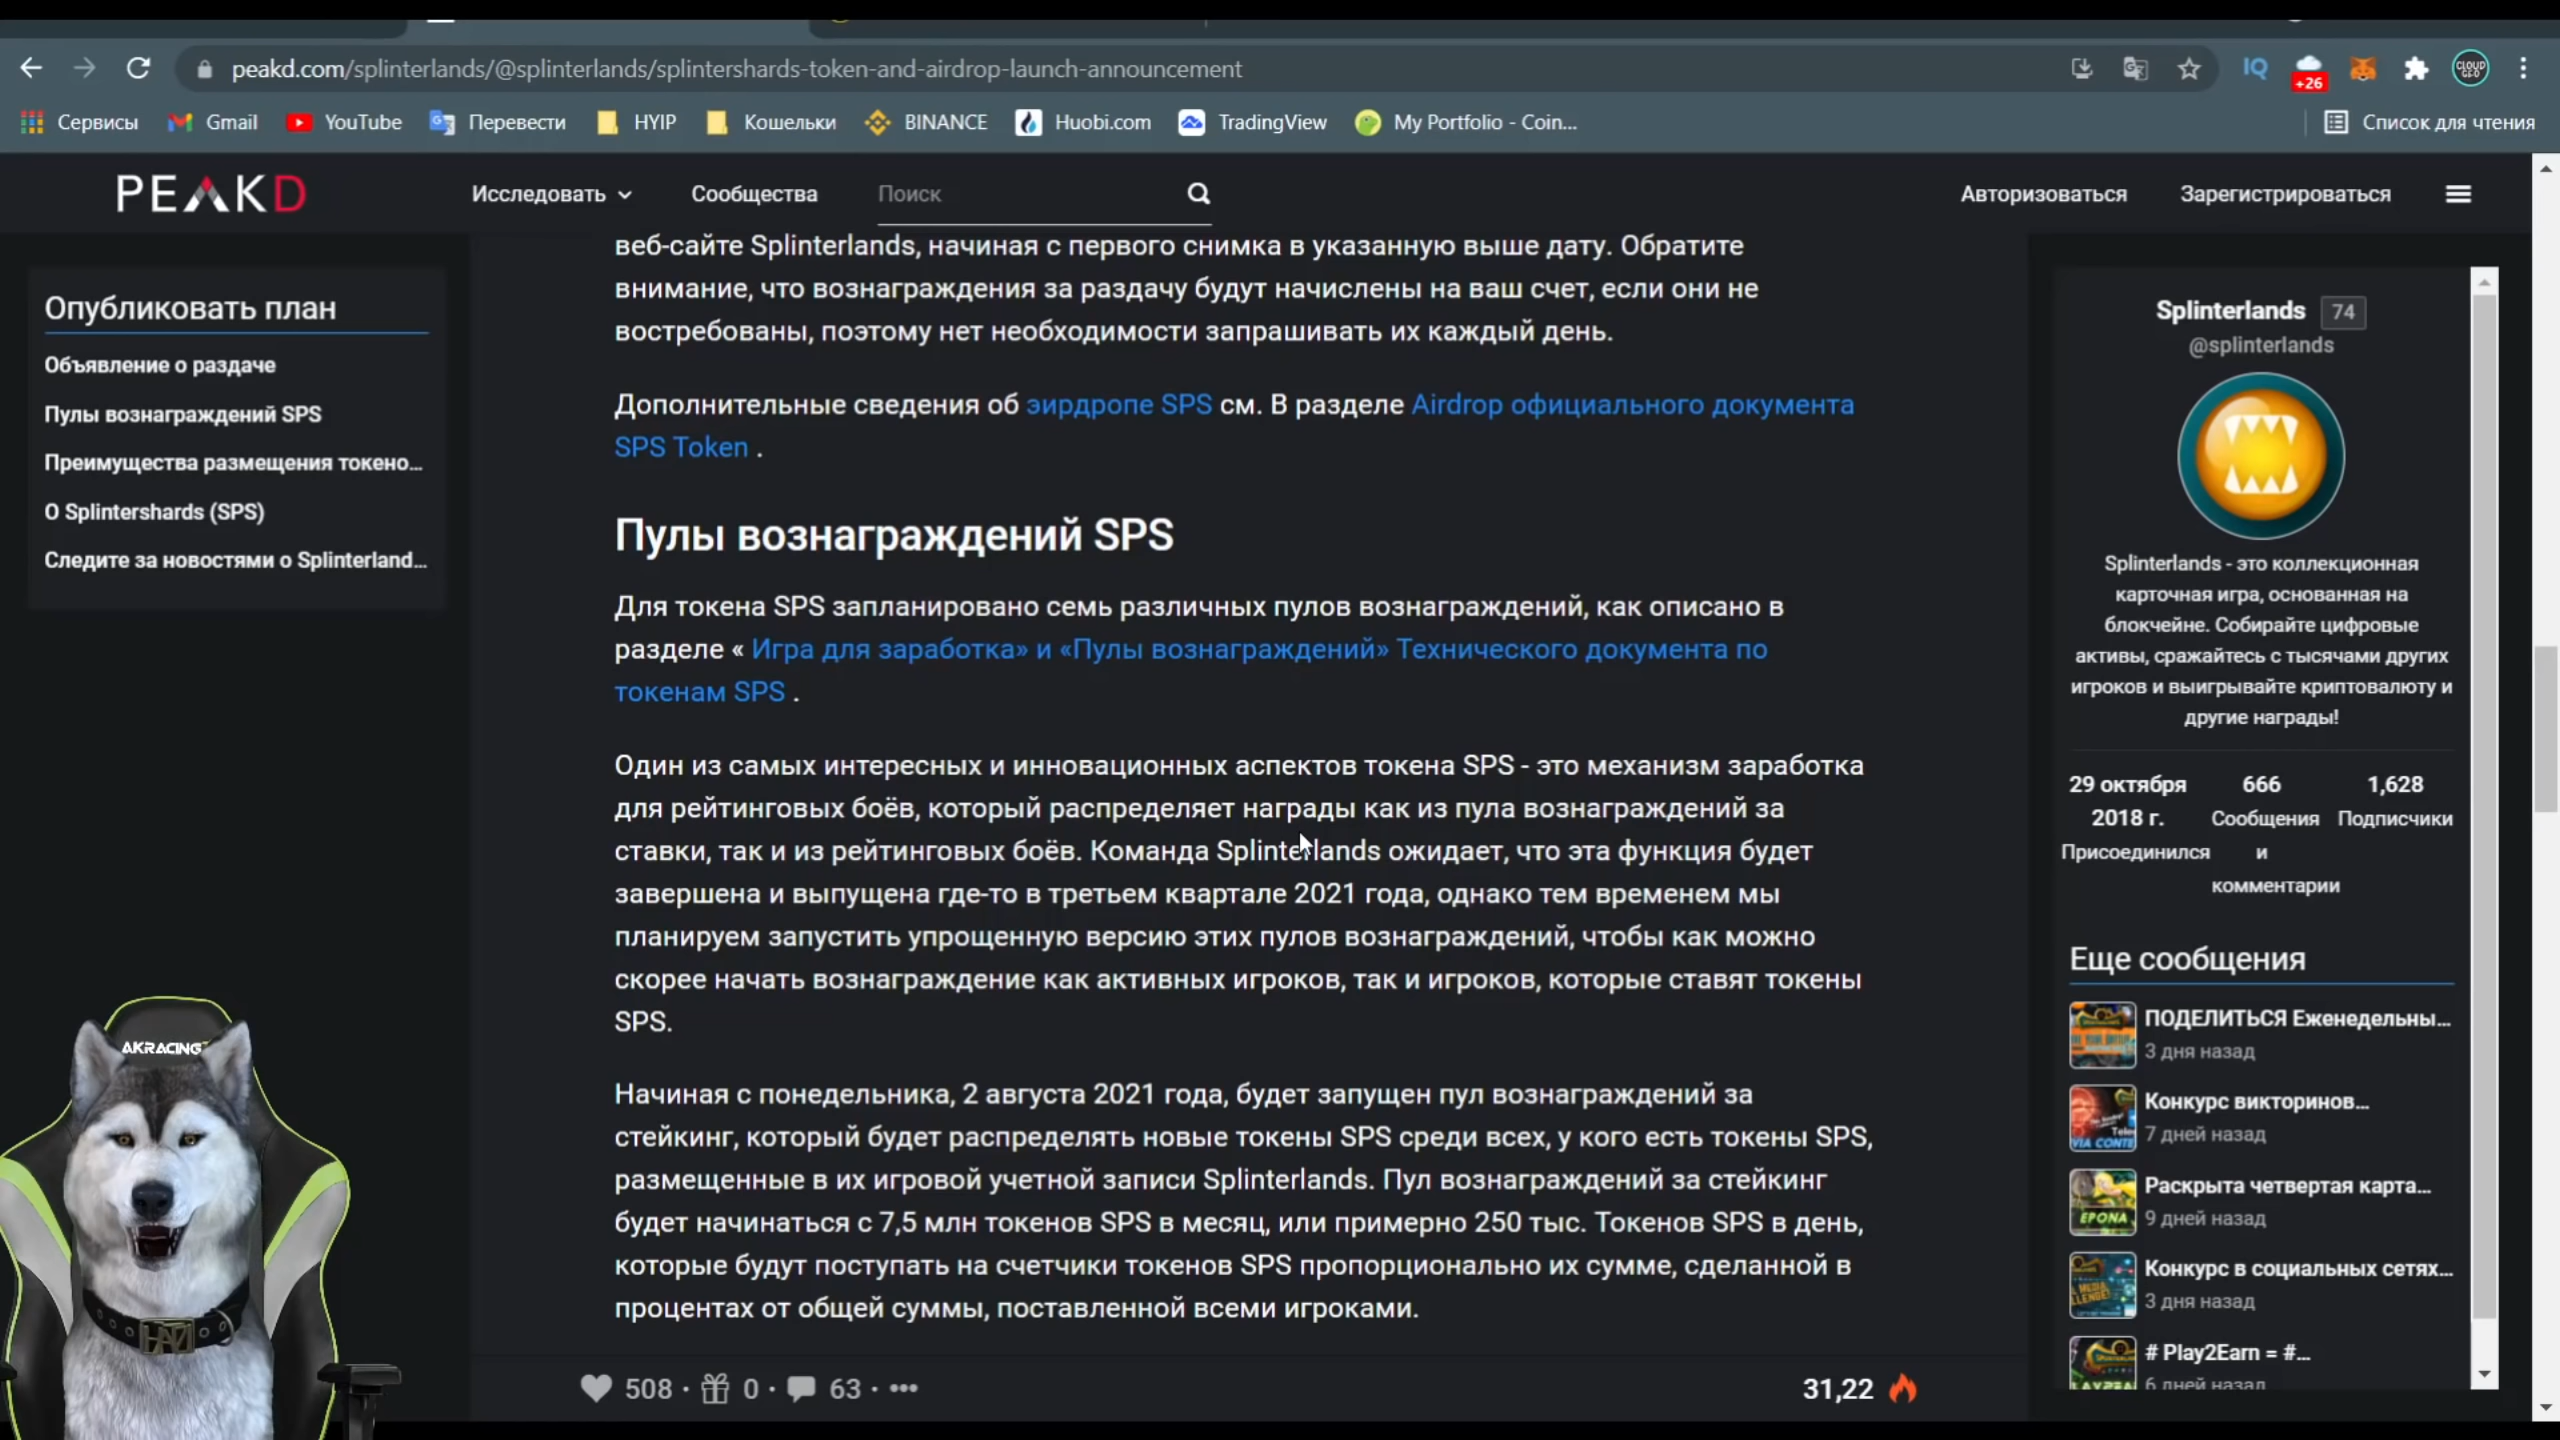 peakd.com/splinterlands/@splinterlands/splintershards-token-and-airdrop-launch-announcement
IQ
+26
CLOUD
GEO
Сервисы
Gmail
YouTube
Перевести
HYIP
Кошельки
BINANCE
Huobi.com
TradingView
My Portfolio - Coin...
Список для чтения
PEAKD
Исследовать
Сообщества
Поиск
Авторизоваться
Зарегистрироваться
Опубликовать план
Объявление о раздаче
Пулы вознаграждений SPS
Преимущества размещения токено...
О Splintershards (SPS)
Следите за новостями о Splinterland...
веб-сайте Splinterlands, начиная с первого снимка в указанную выше дату. Обратите
внимание, что вознаграждения за раздачу будут начислены на ваш счет, если они не
востребованы, поэтому нет необходимости запрашивать их каждый день.
Дополнительные сведения об эирдропе SPS см. В разделе Airdrop официального документа
SPS Token .
Пулы вознаграждений SPS
Для токена SPS запланировано семь различных пулов вознаграждений, как описано в
разделе « Игра для заработка» и «Пулы вознаграждений» Технического документа по
токенам SPS .
Один из самых интересных и инновационных аспектов токена SPS - это механизм заработка
для рейтинговых боёв, который распределяет награды как из пула вознаграждений за
ставки, так и из рейтинговых боёв. Команда Splinterlands ожидает, что эта функция будет
завершена и выпущена где-то в третьем квартале 2021 года, однако тем временем мы
планируем запустить упрощенную версию этих пулов вознаграждений, чтобы как можно
скорее начать вознаграждение как активных игроков, так и игроков, которые ставят токены
SPS.
Начиная с понедельника, 2 августа 2021 года, будет запущен пул вознаграждений за
стейкинг, который будет распределять новые токены SPS среди всех, у кого есть токены SPS,
размещенные в их игровой учетной записи Splinterlands. Пул вознаграждений за стейкинг
будет начинаться с 7,5 млн токенов SPS в месяц, или примерно 250 тыс. Токенов SPS в день,
которые будут поступать на счетчики токенов SPS пропорционально их сумме, сделанной в
процентах от общей суммы, поставленной всеми игроками.
508 · 0 · 63 · •••
31,22
Splinterlands 74
@splinterlands
Splinterlands - это коллекционная
карточная игра, основанная на
блокчейне. Собирайте цифровые
активы, сражайтесь с тысячами других
игроков и выигрывайте криптовалюту и
другие награды!
29 октября
2018 г.
Присоединился
666
Сообщения
и
комментарии
1,628
Подписчики
Еще сообщения
ПОДЕЛИТЬСЯ Еженедельны...
3 дня назад
Конкурс викторинов...
7 дней назад
Раскрыта четвертая карта...
9 дней назад
EPONA
Конкурс в социальных сетях...
3 дня назад
# Play2Earn = #...
6 дней назад
AKRACING